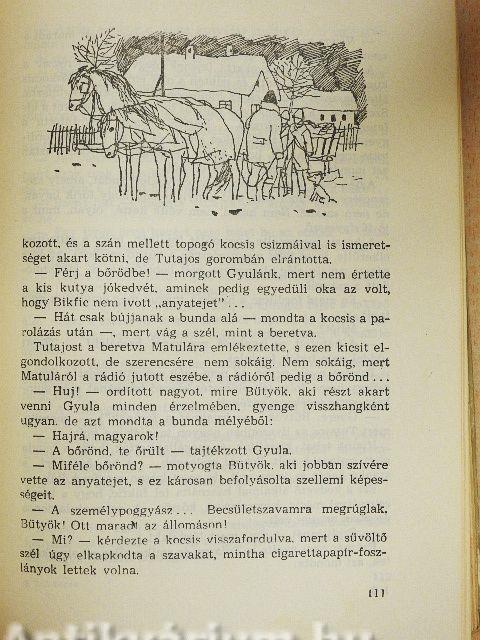 kozott, és a szán mellett topogó kocsis csizmáival is ismeret-
séget akart kötni, de Tutajos gorombán elrántotta.
— Férj a bőrödbe! — morgott Gyulánk, mert nem értette
a kis kutya jókedvét, aminek pedig egyedüli oka az volt,
hogy Bikfic nem ivott „anyatejet"...
— Hát csak bújjanak a bunda alá — mondta a kocsis a pa-
rolázás után —, mert vág a szél, mint a beretva.
Tutajost a beretva Matulára emlékeztette, s ezen kicsit el-
gondolkozott, de szerencsére nem sokáig. Nem sokáig, mert
Matuláról a rádió jutott eszébe, a rádióról pedig a bőrönd...
— Huj! — ordított nagyot, mire Bütyök, aki részt akart
venni Gyula minden érzelmében, gyenge visszhangként
ugyan, de azt mondta a bunda mélyéből:
— Hajrá, magyarok!
— A bőrönd, te őrült — tajtékzott Gyula.
— Miféle bőrönd? — motyogta Bütyök, aki jobban szívére
vette az anyatejet, s ez károsan befolyásolta szellemi képes-
ségeit.
— A személypoggyász... Becsületszavamra megrúglak,
Bütyök! Ott maradt az állomáson!
— Mi? — kérdezte a kocsis visszafordulva, mert a süvöltő
szél úgy elkapkodta a szavakat, mintha cigarettapapír-fosz-
lányok lettek volna.
111
Antikvárium.hu